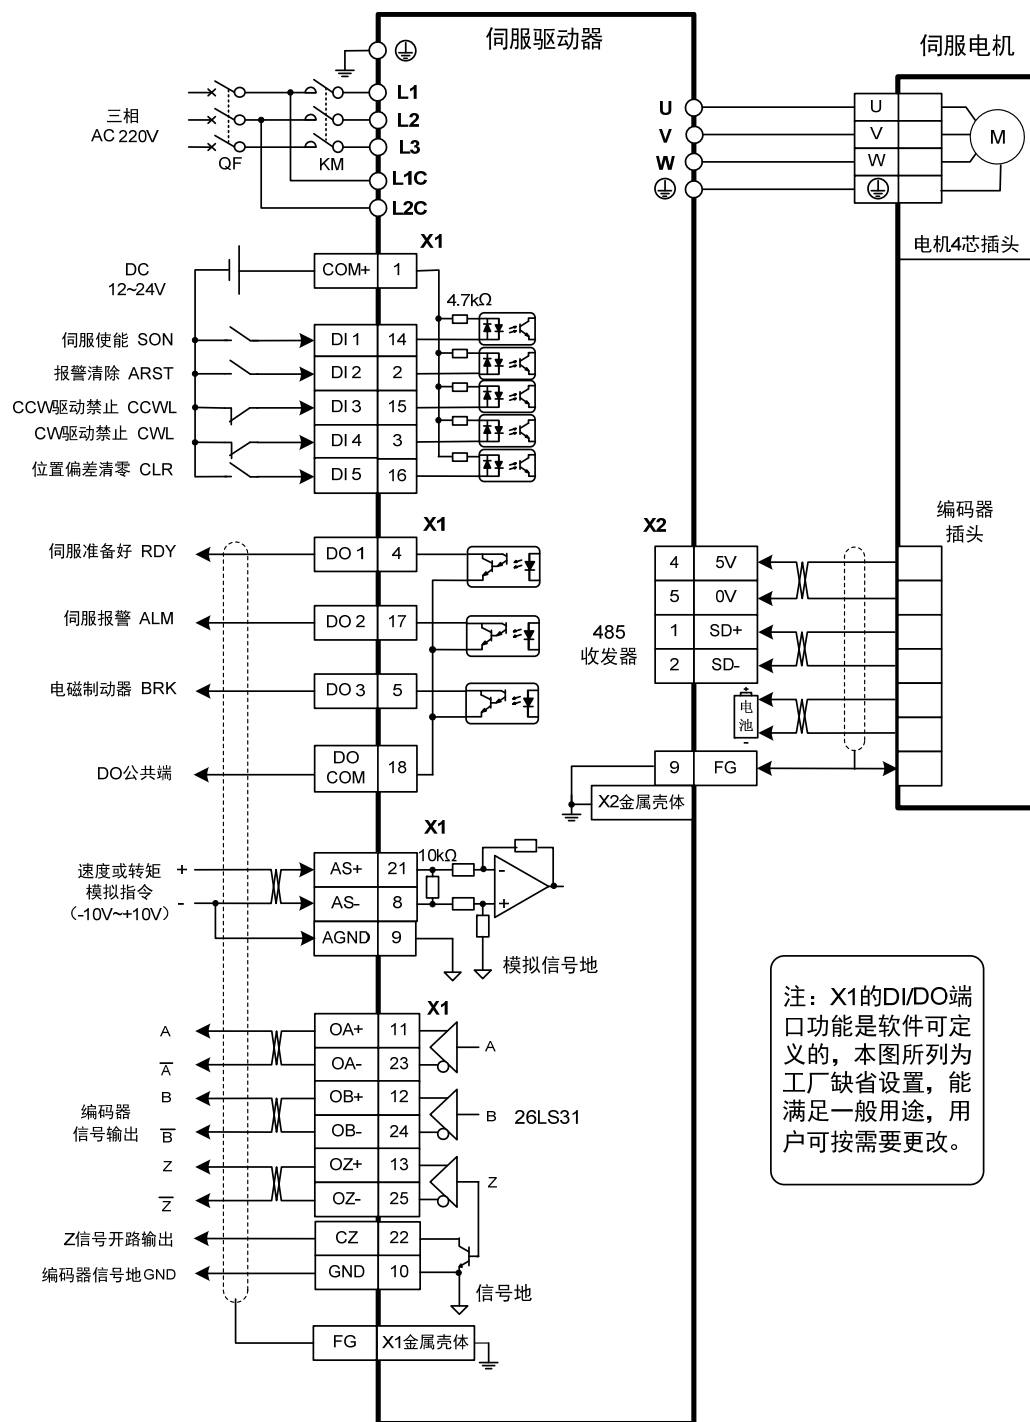 伺服驱动器
伺服电机
三相
AC 220V
QF
KM
L1
L2
L3
L1C
L2C
U
V
W
U
V
W
M
电机4芯插头
X1
DC
12~24V
COM+ 1
4.7kΩ
伺服使能 SON
DI 1 14
报警清除 ARST
DI 2 2
CCW驱动禁止 CCWL
DI 3 15
CW驱动禁止 CWL
DI 4 3
位置偏差清零 CLR
DI 5 16
X1
伺服准备好 RDY
DO 1 4
伺服报警 ALM
DO 2 17
电磁制动器 BRK
DO 3 5
DO公共端
DO
COM
18
X2
编码器
插头
4 5V
5 0V
1 SD+
2 SD-
485
收发器
+
电
池
-
9 FG
X2金属壳体
X1
速度或转矩
模拟指令
(-10V~+10V)
+
-
AS+ 21
AS- 8
AGND 9
10kΩ
-
+
模拟信号地
X1
A
OA+ 11
A
OA- 23
A
编码器
信号输出
B
OB+ 12
B
OB- 24
B
26LS31
Z
OZ+ 13
Z
OZ- 25
Z
Z信号开路输出
CZ 22
编码器信号地GND
GND 10
信号地
FG
X1金属壳体
注：X1的DI/DO端
口功能是软件可定
义的，本图所列为
工厂缺省设置，能
满足一般用途，用
户可按需要更改。